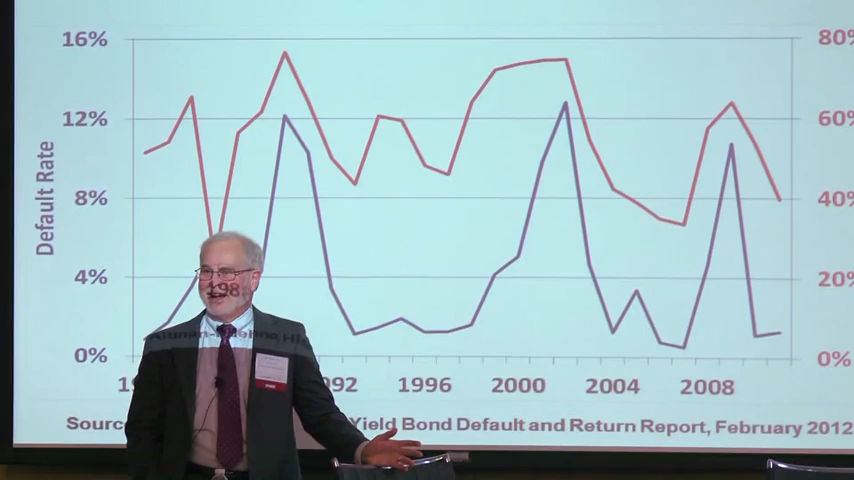 16% 80%
12% 60%
Default Rate
8% 40%
4% 20%
0% 0%
1996 2000 2004 2008
Yield Bond Default and Return Report, February 2012